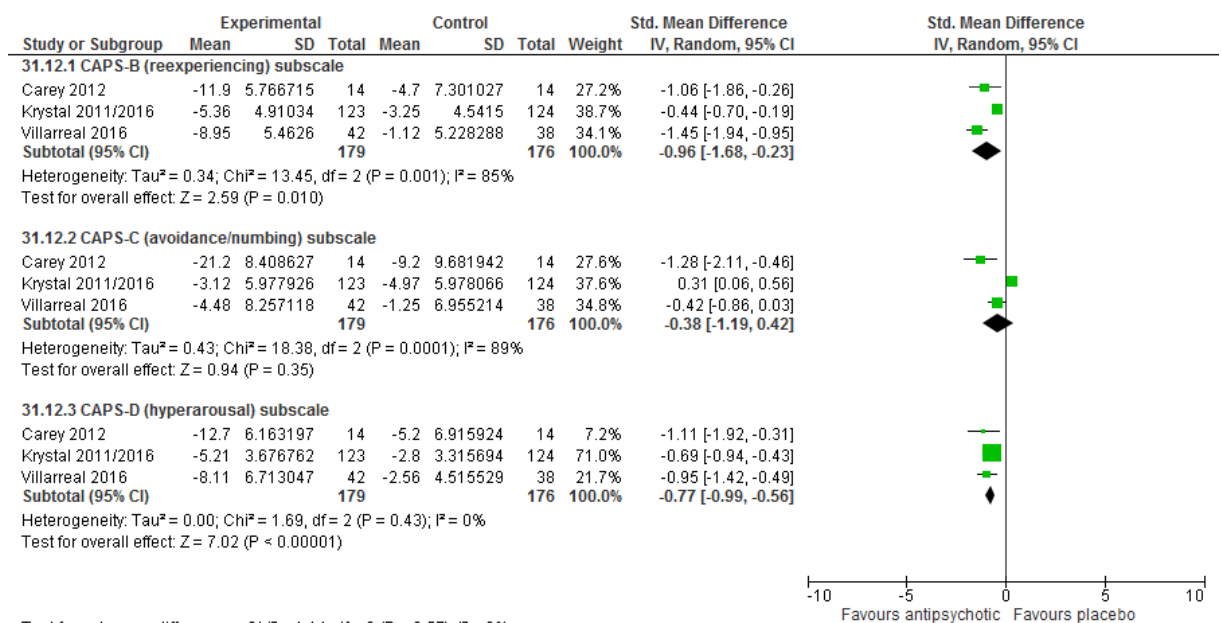 Experimental Control Std. Mean Difference Std. Mean Difference
Study or Subgroup Mean SD Total Mean SD Total Weight IV, Random, 95% CI IV, Random, 95% CI
31.12.1 CAPS-B (reexperiencing) subscale
Carey 2012 -11.9 5.766715 14 -4.7 7.301027 14 27.2% -1.06 [-1.86, -0.26]
Krystal 2011/2016 -5.36 4.91034 123 -3.25 4.5415 124 38.7% -0.44 [-0.70, -0.19]
Villarreal 2016 -8.95 5.4626 42 -1.12 5.228288 38 34.1% -1.45 [-1.94, -0.95]
Subtotal (95% CI) 179 176 100.0% -0.96 [-1.68, -0.23]
Heterogeneity: Tau² = 0.34; Chi² = 13.45, df = 2 (P = 0.001); I² = 85%
Test for overall effect: Z = 2.59 (P = 0.010)
31.12.2 CAPS-C (avoidance/numbing) subscale
Carey 2012 -21.2 8.408627 14 -9.2 9.681942 14 27.6% -1.28 [-2.11, -0.46]
Krystal 2011/2016 -3.12 5.977926 123 -4.97 5.978066 124 37.6% 0.31 [0.06, 0.56]
Villarreal 2016 -4.48 8.257118 42 -1.25 6.955214 38 34.8% -0.42 [-0.86, 0.03]
Subtotal (95% CI) 179 176 100.0% -0.38 [-1.19, 0.42]
Heterogeneity: Tau² = 0.43; Chi² = 18.38, df = 2 (P = 0.0001); I² = 89%
Test for overall effect: Z = 0.94 (P = 0.35)
31.12.3 CAPS-D (hyperarousal) subscale
Carey 2012 -12.7 6.163197 14 -5.2 6.915924 14 7.2% -1.11 [-1.92, -0.31]
Krystal 2011/2016 -5.21 3.676762 123 -2.8 3.315694 124 71.0% -0.69 [-0.94, -0.43]
Villarreal 2016 -8.11 6.713047 42 -2.56 4.515529 38 21.7% -0.95 [-1.42, -0.49]
Subtotal (95% CI) 179 176 100.0% -0.77 [-0.99, -0.56]
Heterogeneity: Tau² = 0.00; Chi² = 1.69, df = 2 (P = 0.43); I² = 0%
Test for overall effect: Z = 7.02 (P < 0.00001)
-10 -5 0 5 10
Favours antipsychotic Favours placebo